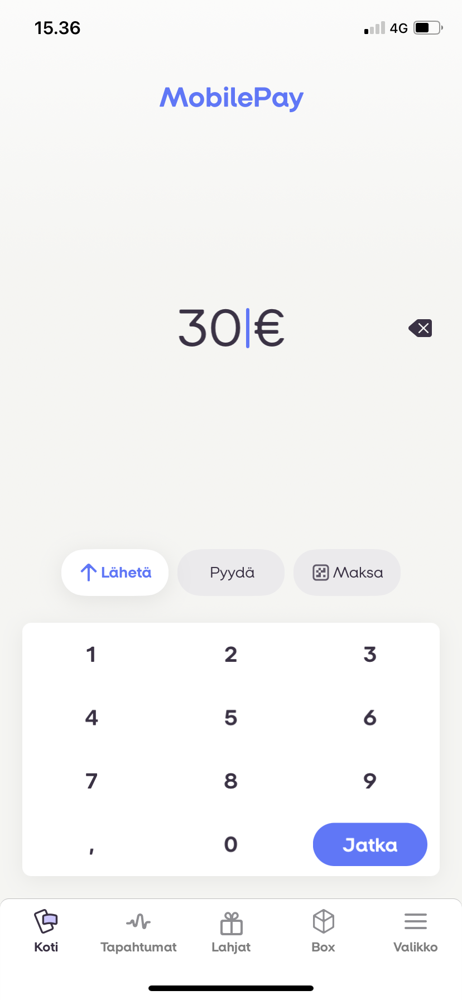 15.36 4G
MobilePay
30€
Lähetä Pyydä Maksa
1 2 3
4 5 6
7 8 9
, 0 Jatka
Koti Tapahtumat Lahjat Box Valikko